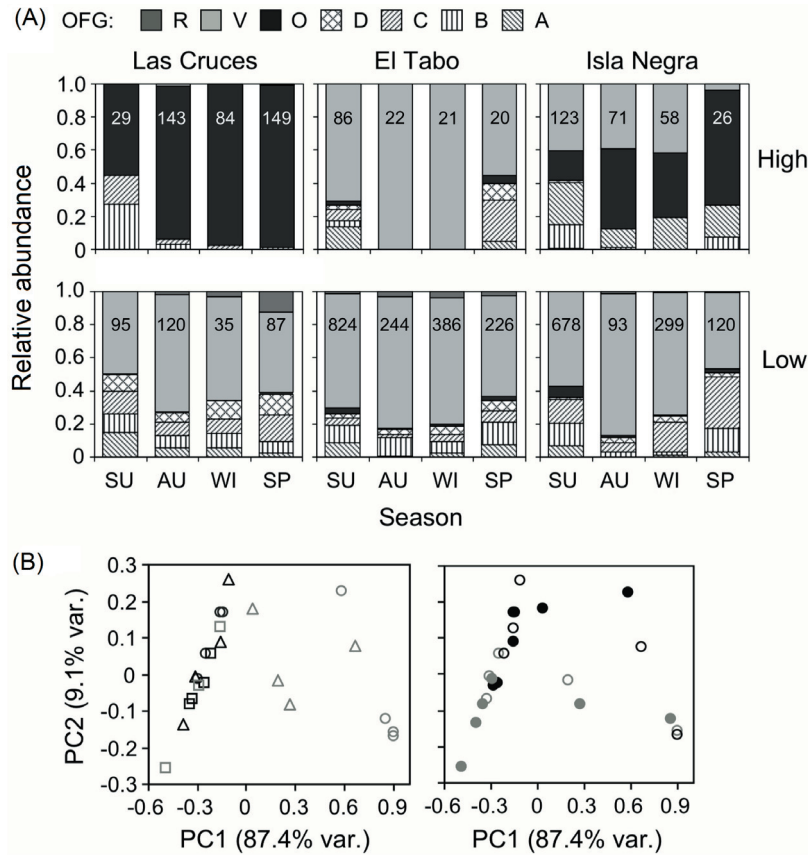 (A) OFG: R V O D C B A
Las Cruces El Tabo Isla Negra
1.0
0.8
0.6
0.4
0.2
0
29 143 84 149 86 22 21 20 123 71 58 26
High
Relative abundance
1.0
0.8
0.6
0.4
0.2
0
95 120 35 87 824 244 386 226 678 93 299 120
Low
SU AU WI SP SU AU WI SP SU AU WI SP
Season
(B)
0.3
0.2
0.1
0
-0.1
-0.2
-0.3
PC2 (9.1% var.)
-0.6 -0.3 0 0.3 0.6 0.9 -0.6 -0.3 0 0.3 0.6 0.9
PC1 (87.4% var.) PC1 (87.4% var.)